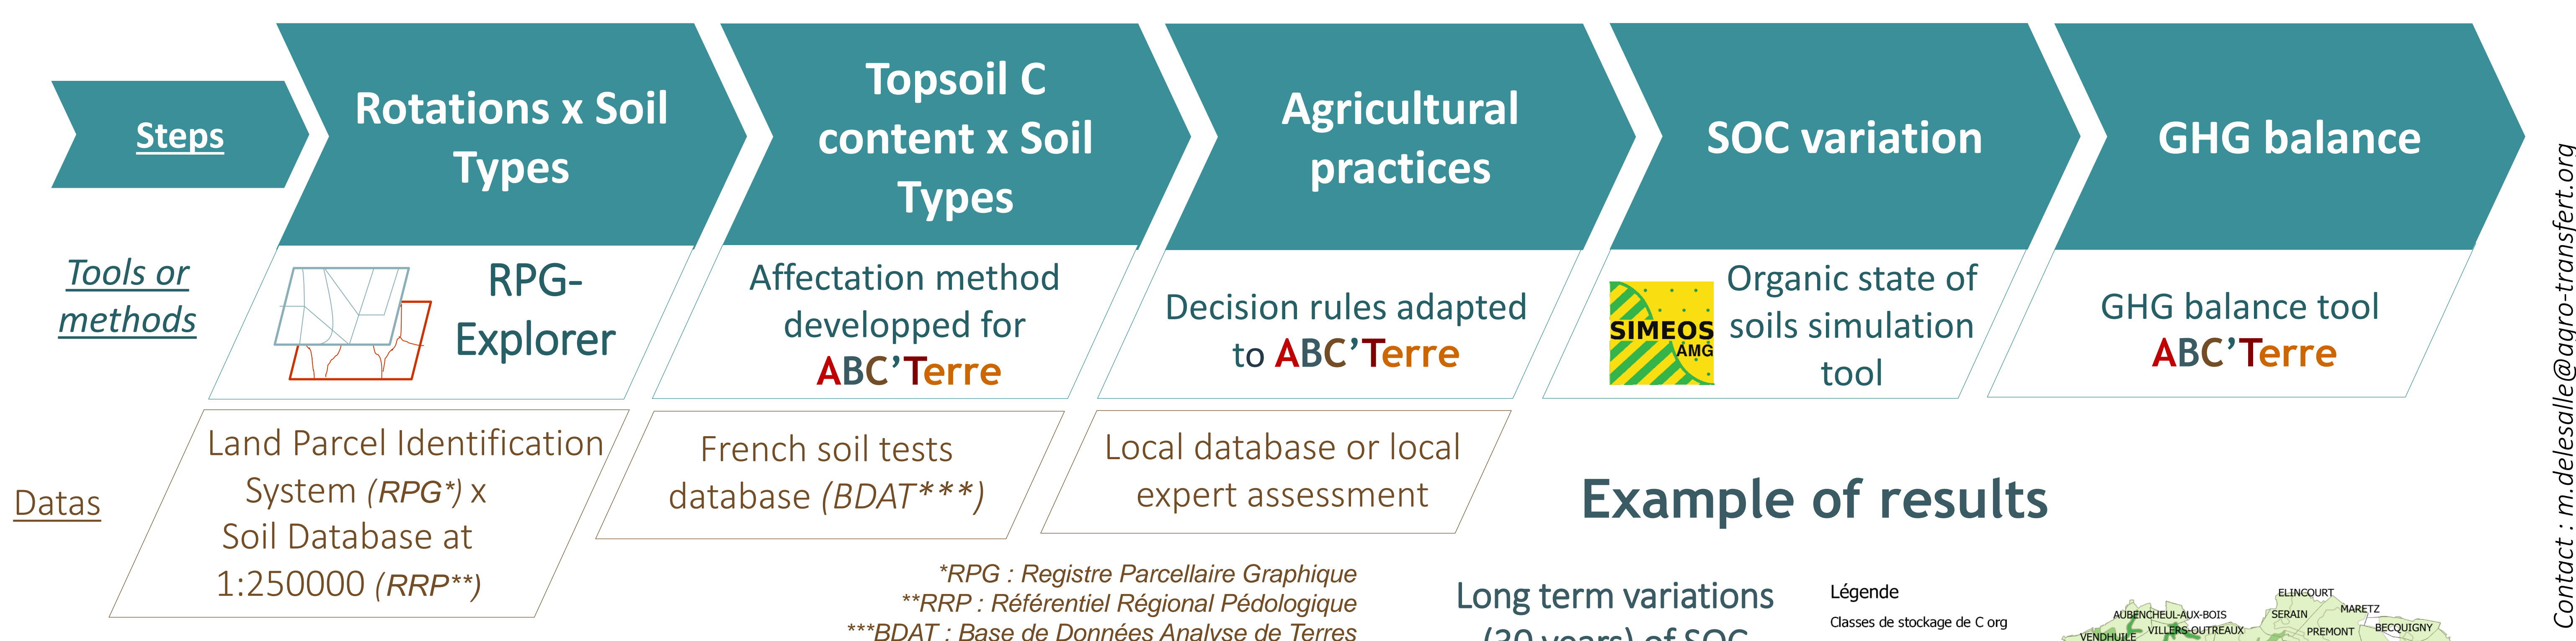 Steps
Rotations x Soil
Types
Topsoil C
content x Soil
Types
Agricultural
practices
SOC variation
GHG balance
Tools or
methods
RPG-
Explorer
Affectation method
developped for
ABC’Terre
Decision rules adapted
to ABC’Terre
SIMEOS
AMG
Organic state of
soils simulation
tool
GHG balance tool
ABC’Terre
Datas
Land Parcel Identification
System (RPG*) x
Soil Database at
1:250000 (RRP**)
French soil tests
database (BDAT***)
Local database or local
expert assessment
*RPG : Registre Parcellaire Graphique
**RRP : Référentiel Régional Pédologique
***BDAT : Base de Données Analyse de Terres
Example of results
Long term variations
(30 years) of SOC
Légende
Classes de stockage de C org
ELINCOURT
MARETZ
AUBENCHEUL-AUX-BOIS
SERAIN
BECQUIGNY
VENDHUILE
VILLERS-OUTREAUX
PREMONT
Contact : m.delesalle@agro-transfert.org